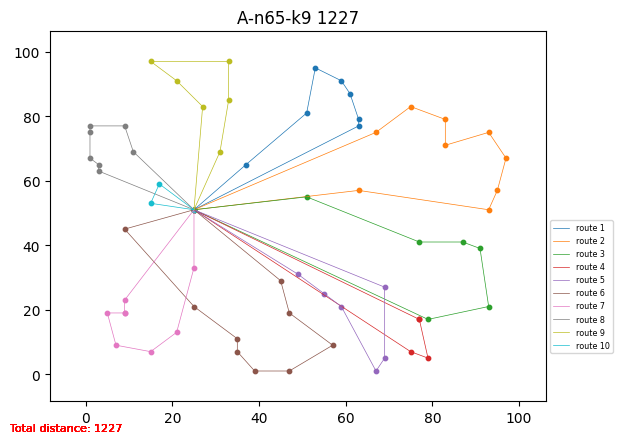 A-n65-k9 1227
100
80
60
40
20
0
0 20 40 60 80 100
route 1
route 2
route 3
route 4
route 5
route 6
route 7
route 8
route 9
route 10
Total distance: 1227